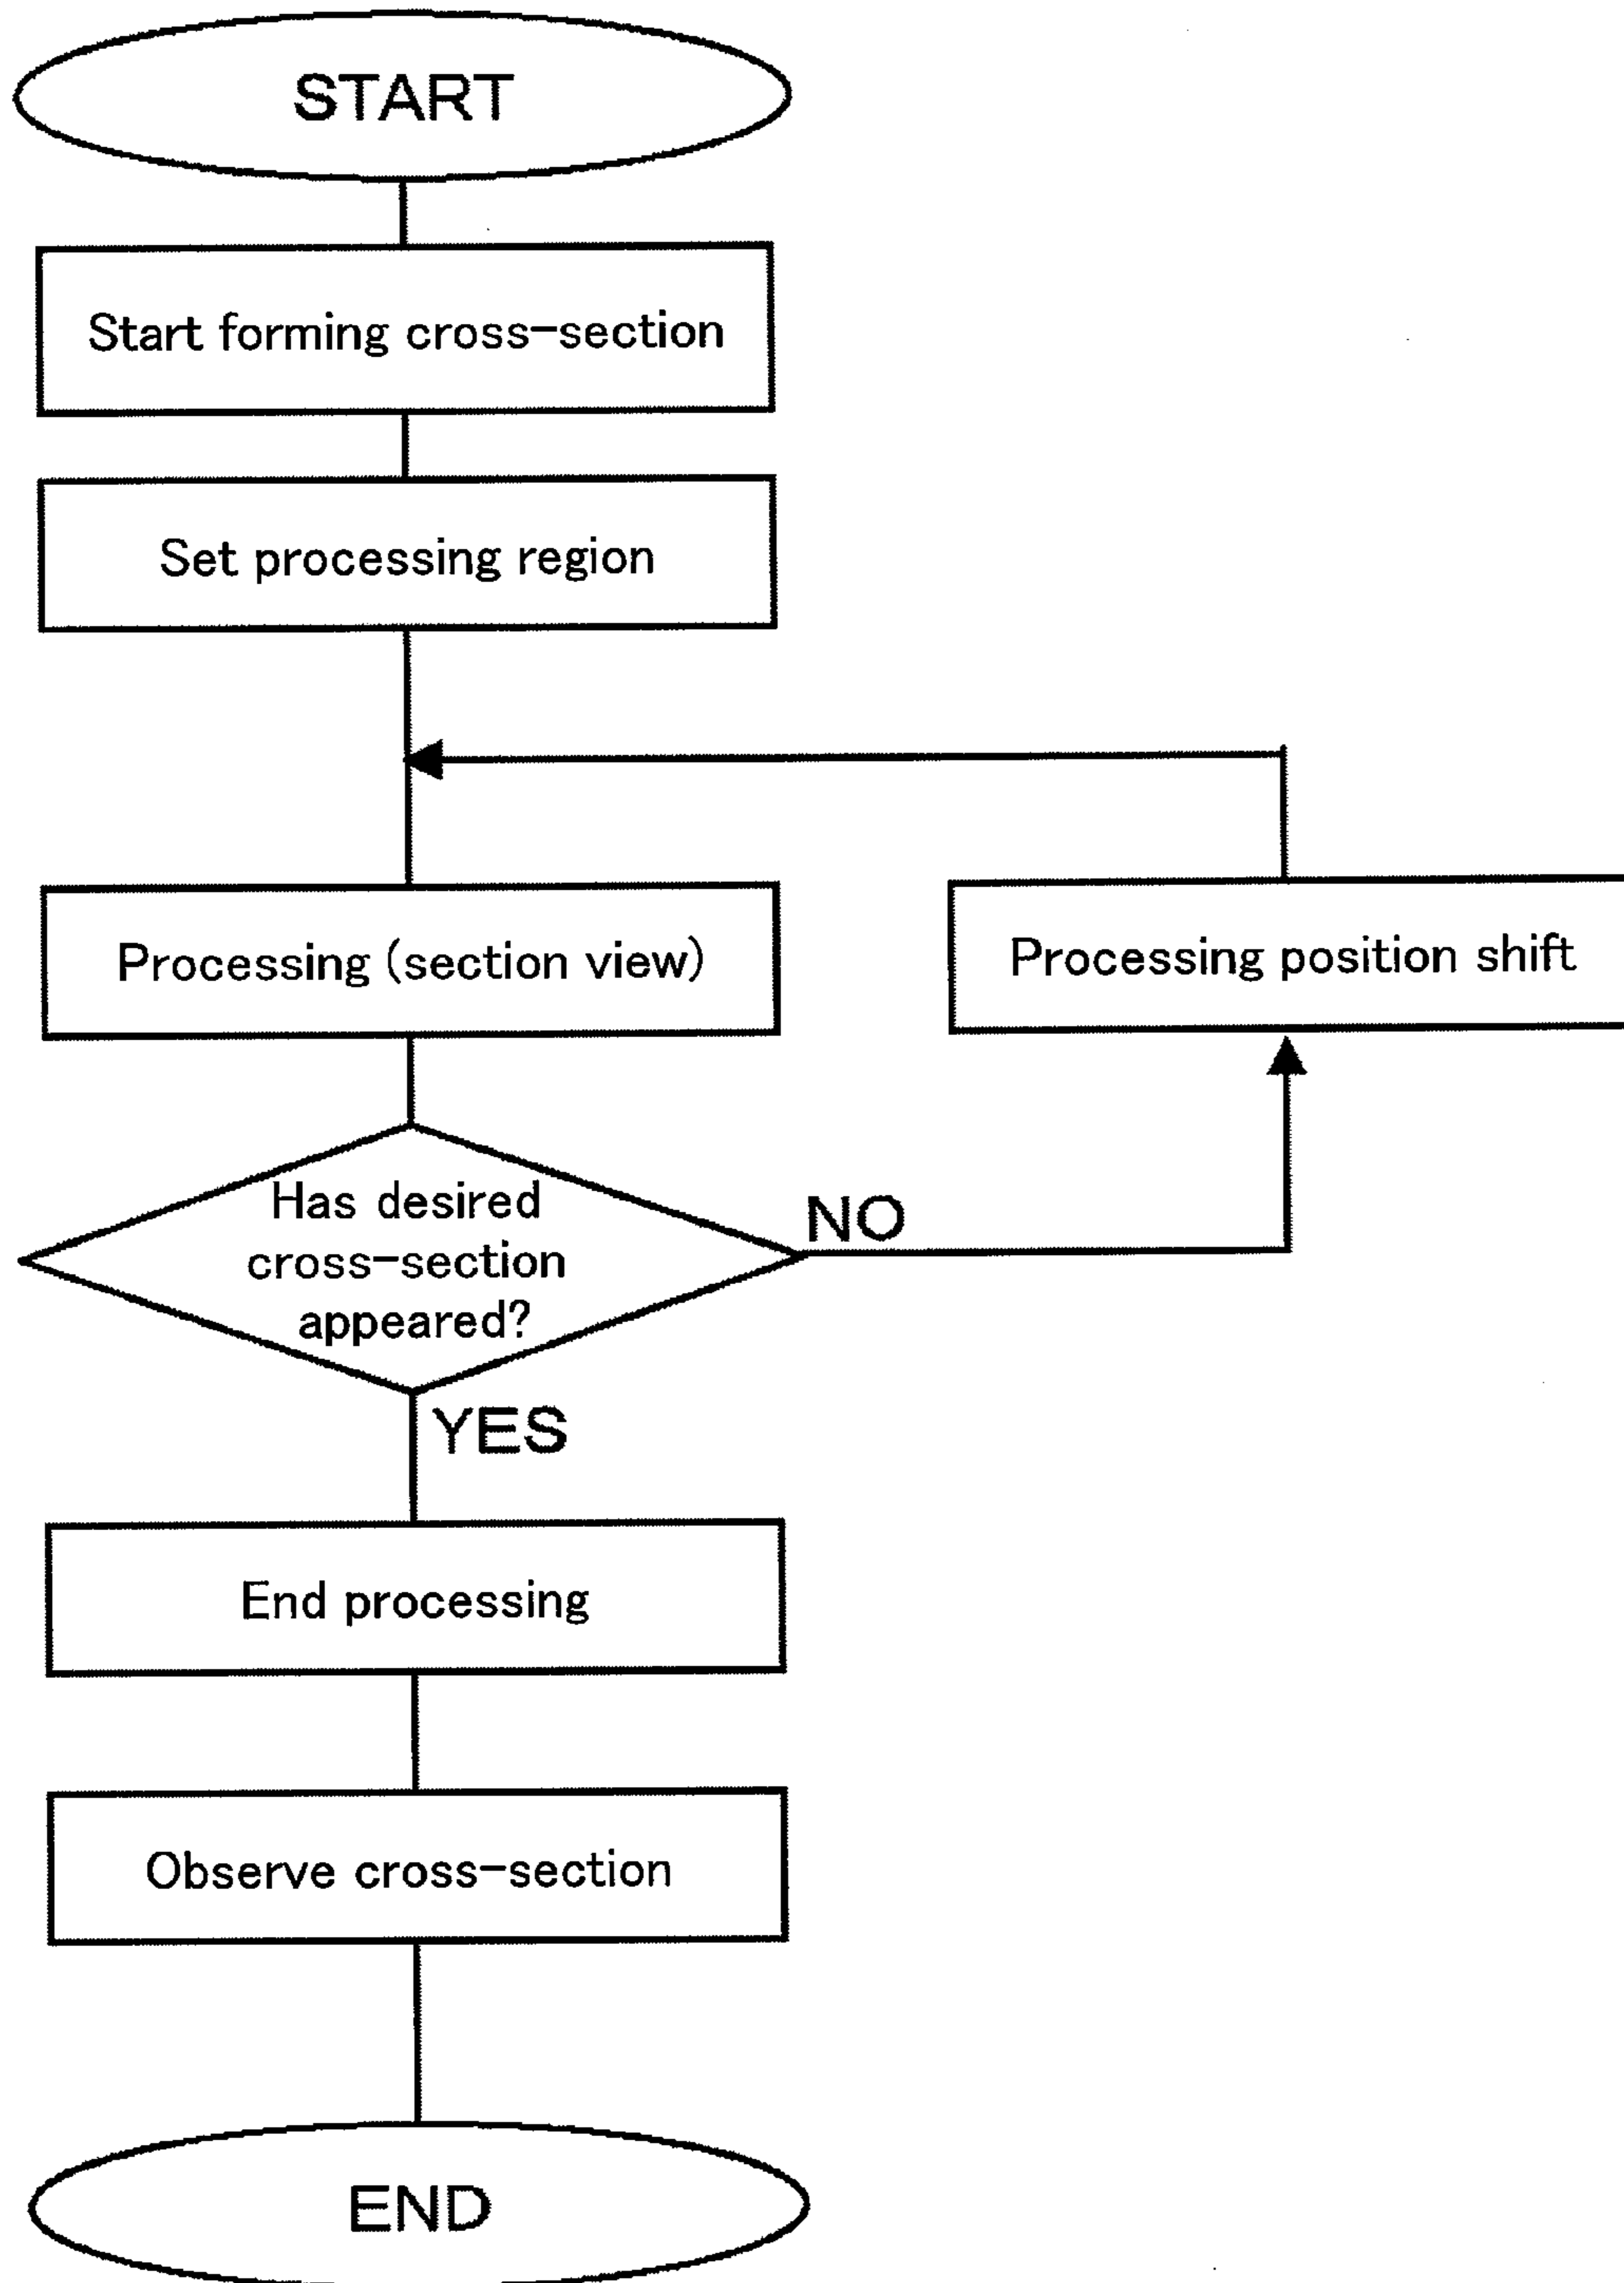 START
Start forming cross-section
Set processing region
Processing (section view)
Processing position shift
Has desired
cross-section
appeared?
NO
YES
End processing
Observe cross-section
END